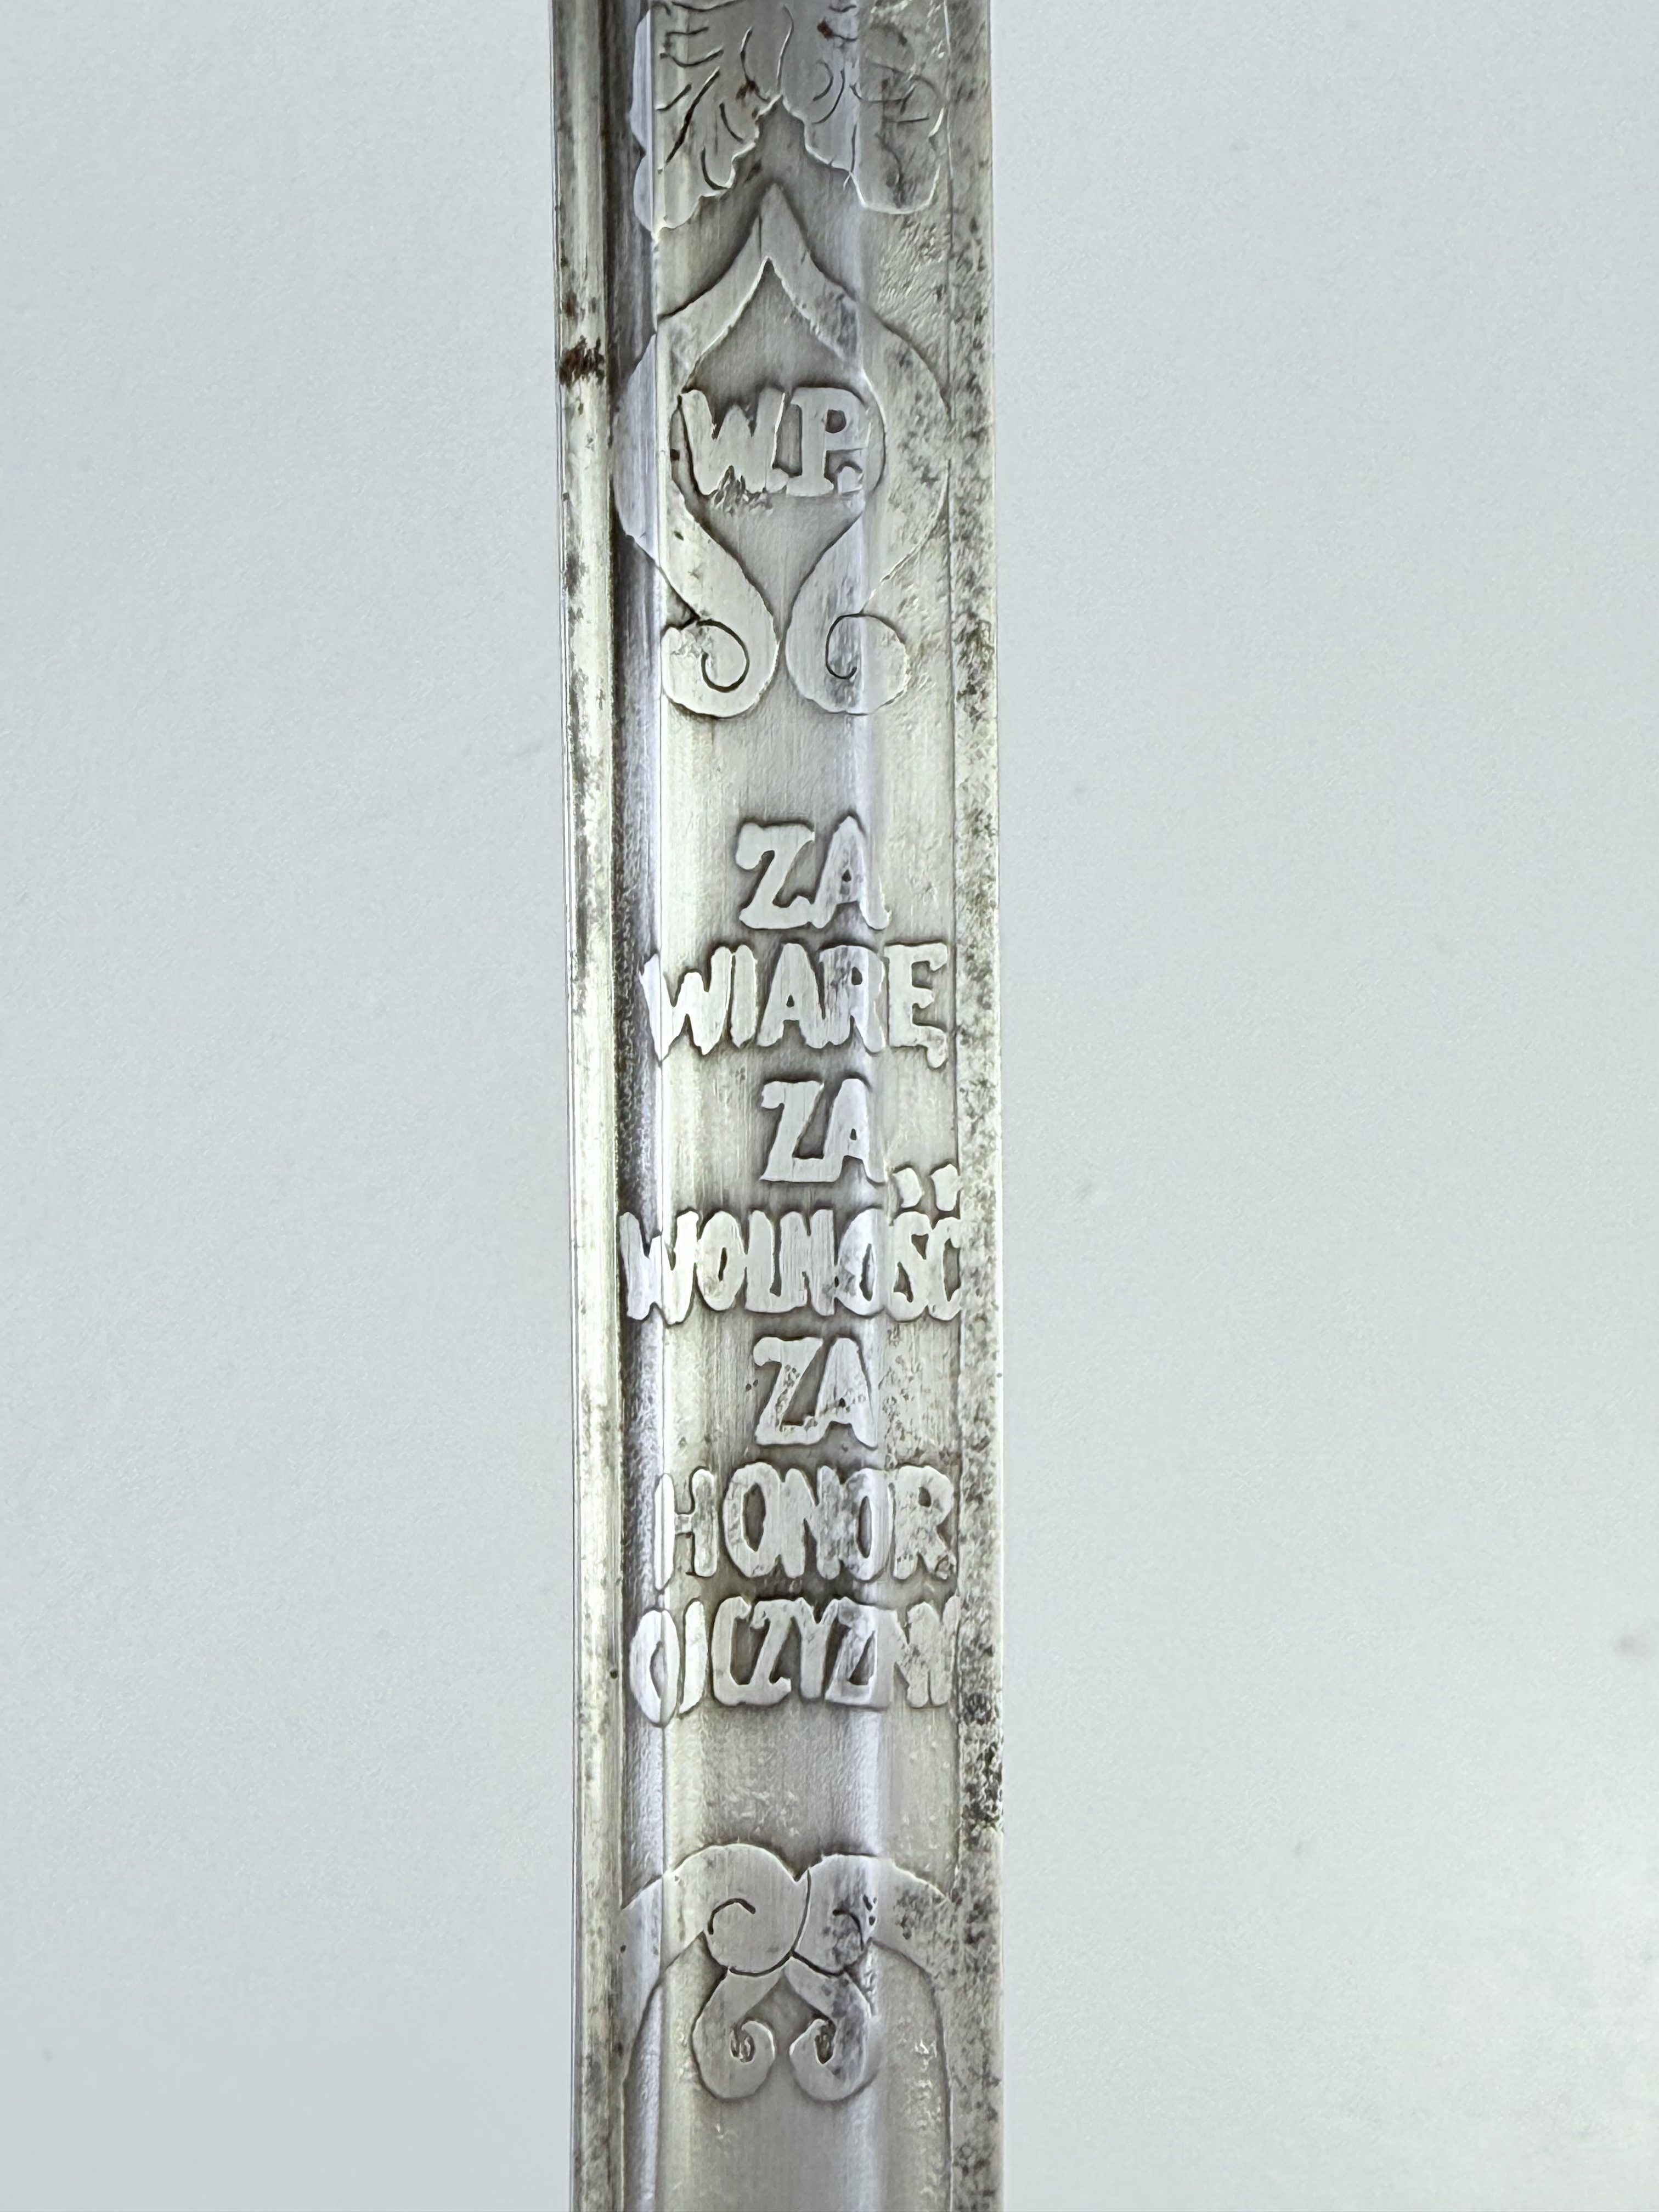 W.P.
ZA
WIARĘ
ZA
WOLNOŚĆ
ZA
HONOR
OJCZYZNY